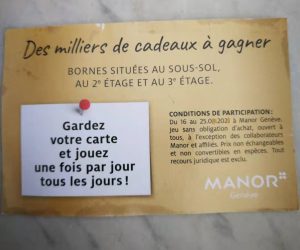 Des milliers de cadeaux à gagner
BORNES SITUÉES AU SOUS-SOL,
AU 2e ÉTAGE ET AU 3e ÉTAGE.
Gardez
votre carte
et jouez
une fois par jour
tous les jours !
CONDITIONS DE PARTICIPATION :
Du 16 au à Manor Genève,
jeu sans obligation d'achat, ouvert à
tous, à l'exception des collaborateurs
Manor et affiliés. Prix non échangeables
et non convertibles en espèces. Tout
recours juridique est exclu.
MANOR
Genève